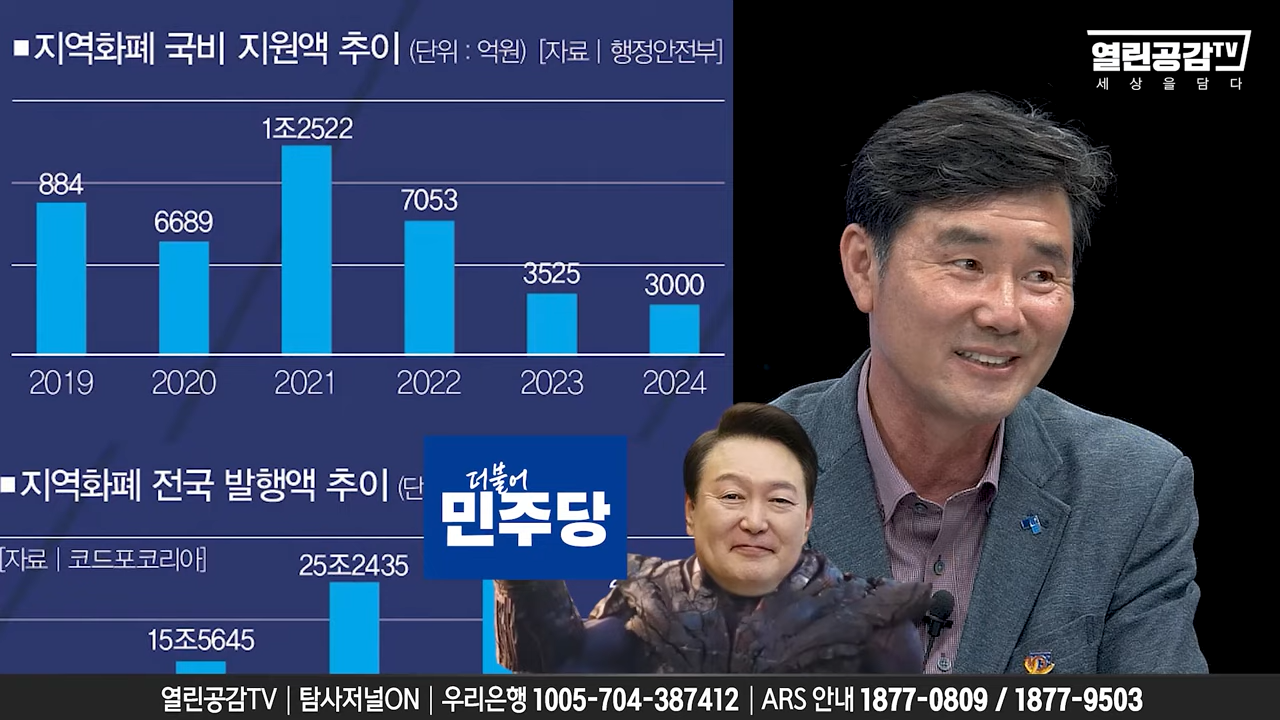 ■지역화폐 국비 지원액 추이 (단위 : 억원) [자료 | 행정안전부]
884
6689
1조2522
7053
3525
3000
2019
2020
2021
2022
2023
2024
■지역화폐 전국 발행액 추이
[자료 | 코드포코리아]
25조2435
15조5645
더불어
민주당
열린공감TV
세상을담다
열린공감TV | 탐사저널ON | 우리은행 1005-704-387412 | ARS 안내 1877-0809 / 1877-9503